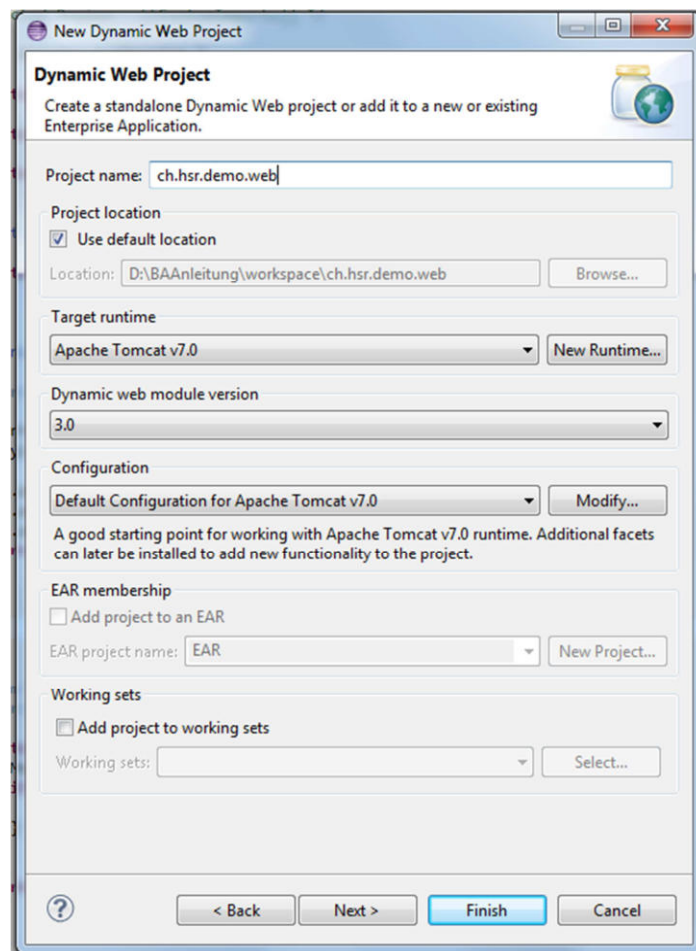 New Dynamic Web Project
Dynamic Web Project
Create a standalone Dynamic Web project or add it to a new or existing
Enterprise Application.
Project name: ch.hsr.demo.web
Project location
Use default location
Location: D:\BAAnleitung\workspace\ch.hsr.demo.web Browse...
Target runtime
Apache Tomcat v7.0 New Runtime...
Dynamic web module version
3.0
Configuration
Default Configuration for Apache Tomcat v7.0 Modify...
A good starting point for working with Apache Tomcat v7.0 runtime. Additional facets
can later be installed to add new functionality to the project.
EAR membership
Add project to an EAR
EAR project name: EAR New Project...
Working sets
Add project to working sets
Working sets: Select...
? < Back Next > Finish Cancel